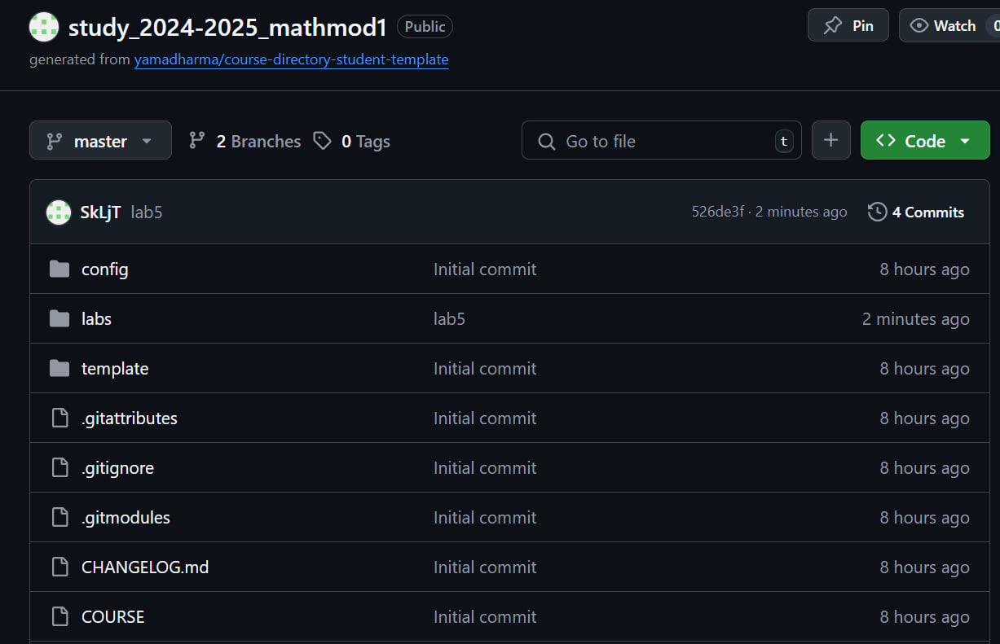 study_2024-2025_mathmod1 Public Pin Watch 0
generated from yamadharma/course-directory-student-template
master 2 Branches 0 Tags Go to file t Code
SkLjT lab5 526de3f · 2 minutes ago 4 Commits
config Initial commit 8 hours ago
labs lab5 2 minutes ago
template Initial commit 8 hours ago
.gitattributes Initial commit 8 hours ago
.gitignore Initial commit 8 hours ago
.gitmodules Initial commit 8 hours ago
CHANGELOG.md Initial commit 8 hours ago
COURSE Initial commit 8 hours ago